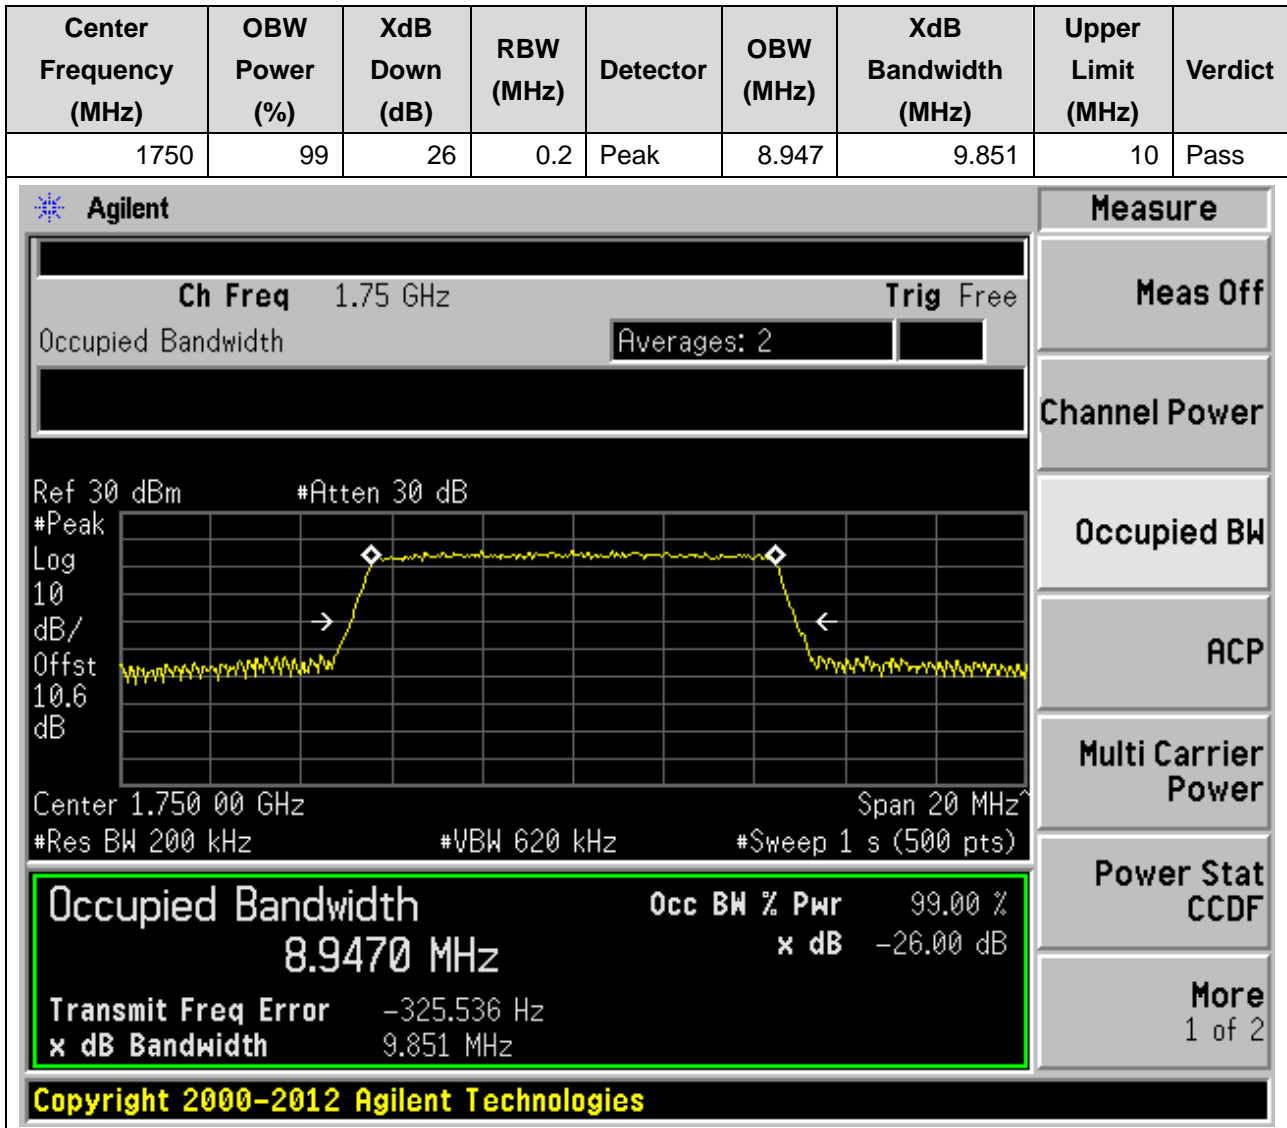 Center Frequency (MHz) OBW Power (%) XdB Down (dB) RBW (MHz) Detector OBW (MHz) XdB Bandwidth (MHz) Upper Limit (MHz) Verdict
1750 99 26 0.2 Peak 8.947 9.851 10 Pass
Agilent
Measure
Ch Freq 1.75 GHz Trig Free
Meas Off
Occupied Bandwidth Averages: 2
Channel Power
Ref 30 dBm #Atten 30 dB
#Peak
Log
10
dB/
Offst
10.6
dB
Occupied BW
ACP
Multi Carrier
Power
Center 1.750 00 GHz Span 20 MHz^
#Res BW 200 kHz #VBW 620 kHz #Sweep 1 s (500 pts)
Power Stat
CCDF
Occupied Bandwidth Occ BW % Pwr 99.00 %
8.9470 MHz x dB -26.00 dB
More
1 of 2
Transmit Freq Error -325.536 Hz
x dB Bandwidth 9.851 MHz
Copyright 2000-2012 Agilent Technologies